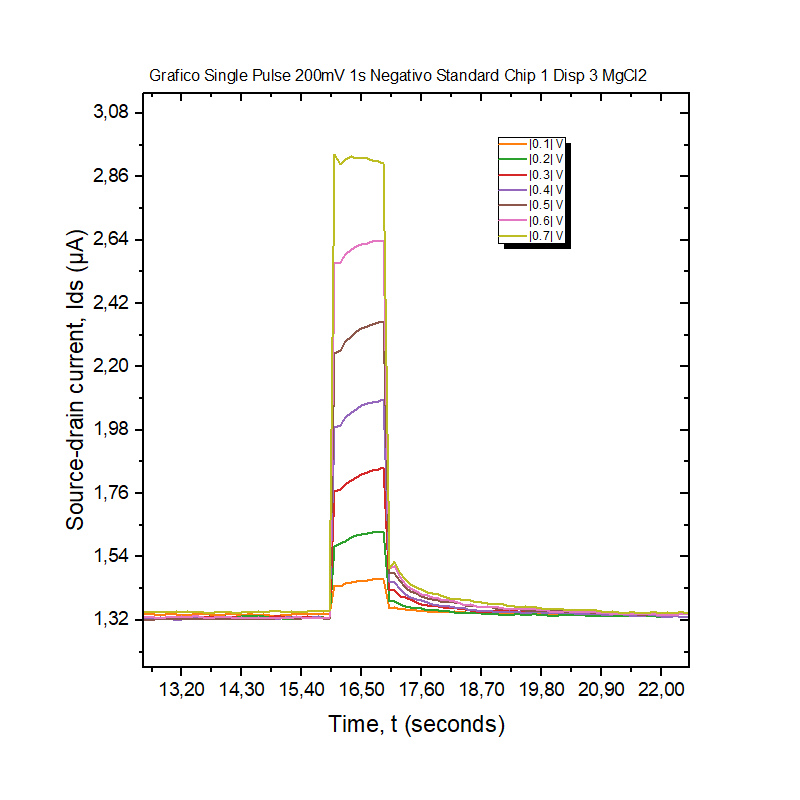 Grafico Single Pulse 200mV 1s Negativo Standard Chip 1 Disp 3 MgCl2
|0.1| V
|0.2| V
|0.3| V
|0.4| V
|0.5| V
|0.6| V
|0.7| V
3,08
2,86
2,64
2,42
2,20
1,98
1,76
1,54
1,32
Source-drain current, Ids (µA)
13,20 14,30 15,40 16,50 17,60 18,70 19,80 20,90 22,00
Time, t (seconds)